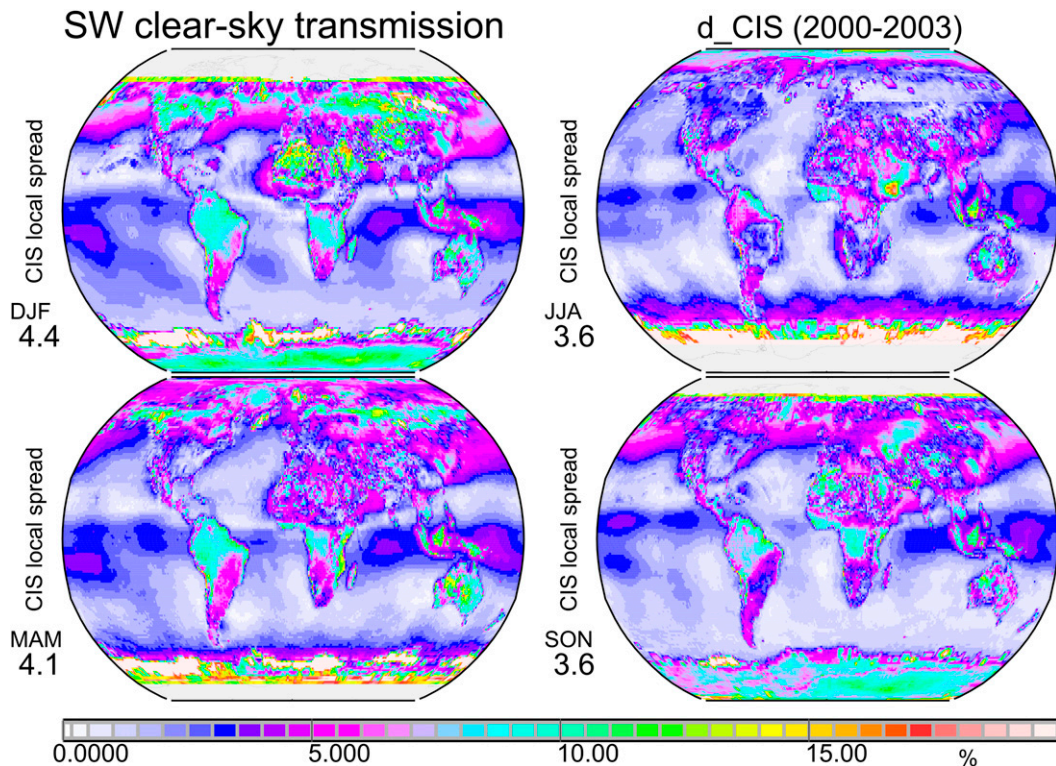 SW clear-sky transmission
d_CIS (2000-2003)
CIS local spread
DJF
4.4
CIS local spread
JJA
3.6
CIS local spread
MAM
4.1
CIS local spread
SON
3.6
0.0000 5.000 10.00 15.00 %